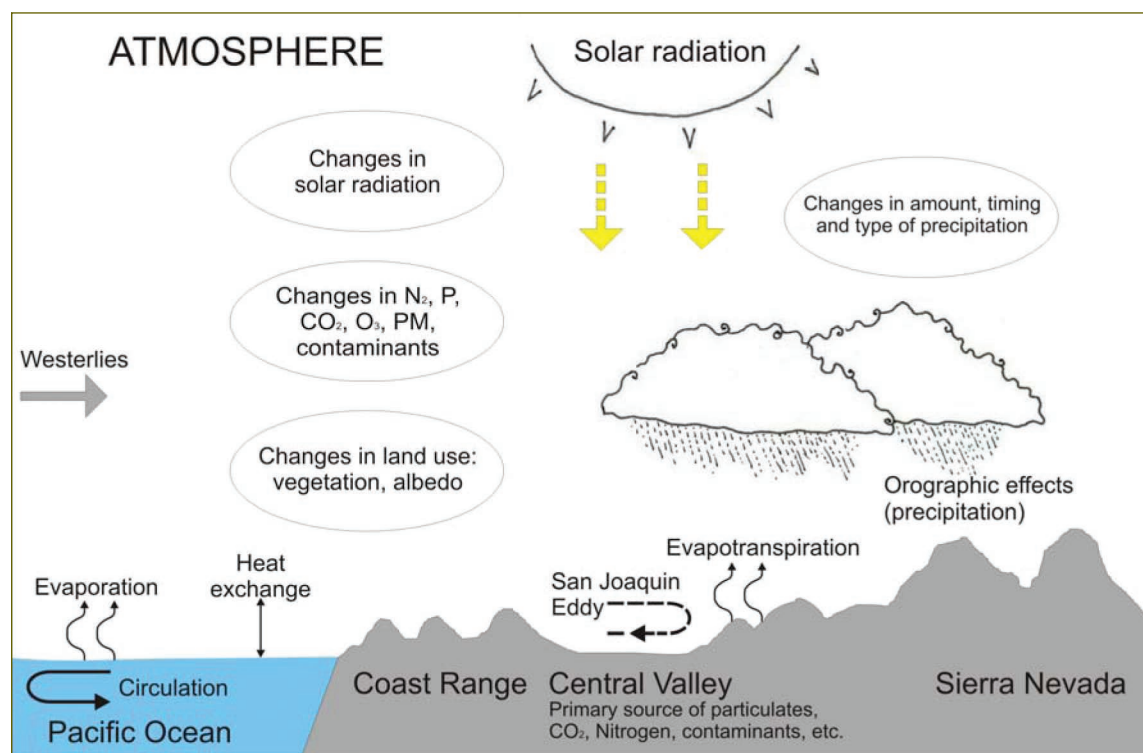 ATMOSPHERE
Solar radiation
Changes in
solar radiation
Changes in amount, timing
and type of precipitation
Changes in N₂, P,
CO₂, O₃, PM,
contaminants
Westerlies
Changes in land use:
vegetation, albedo
Orographic effects
(precipitation)
Evaporation
Heat
exchange
San Joaquin
Eddy
Evapotranspiration
Circulation
Pacific Ocean
Coast Range
Central Valley
Primary source of particulates,
CO₂, Nitrogen, contaminants, etc.
Sierra Nevada